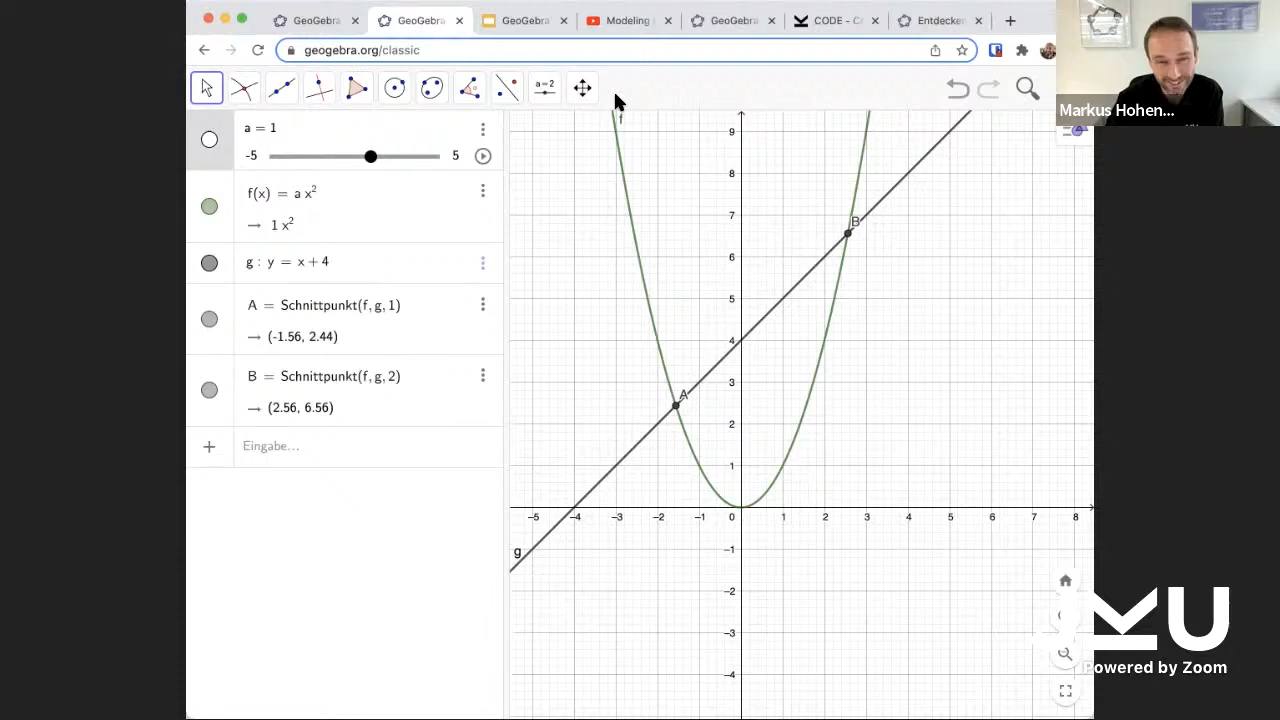 GeoGebra
GeoGebra
GeoGebra
Modeling
GeoGebra
CODE - C
Entdecke
geogebra.org/classic
a=2
Markus Hohen...
a = 1
-5
5
f(x) = a x²
→ 1 x²
g : y = x + 4
A = Schnittpunkt(f, g, 1)
→ (-1.56, 2.44)
B = Schnittpunkt(f, g, 2)
→ (2.56, 6.56)
+ Eingabe…
f
9
8
7
B
6
5
4
3
A
2
1
–5 –4 –3 –2 –1 0 1 2 3 4 5 6 7 8
g
–1
–2
–3
–4
JKU
Powered by Zoom